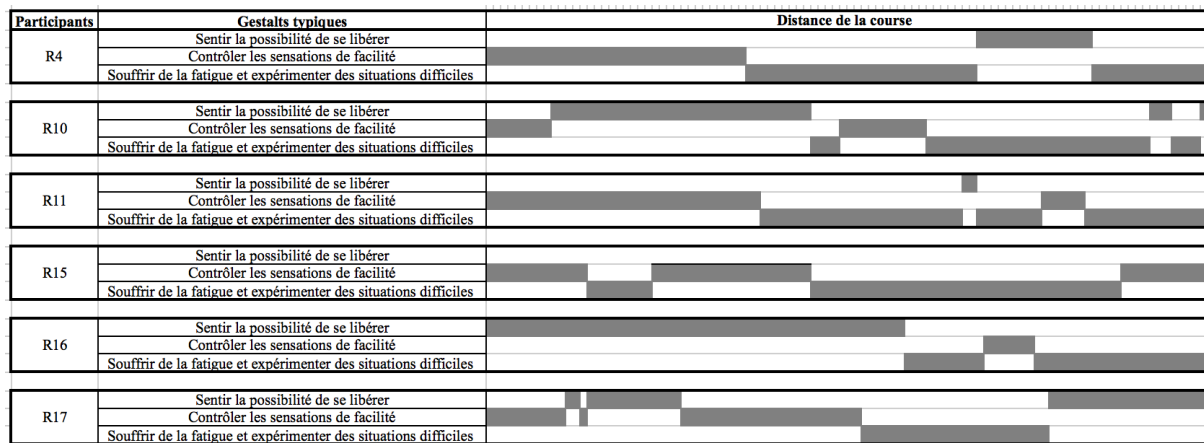 Participants Gestalts typiques Distance de la course
Sentir la possibilité de se libérer
R4 Contrôler les sensations de facilité
Souffrir de la fatigue et expérimenter des situations difficiles
Sentir la possibilité de se libérer
R10 Contrôler les sensations de facilité
Souffrir de la fatigue et expérimenter des situations difficiles
Sentir la possibilité de se libérer
R11 Contrôler les sensations de facilité
Souffrir de la fatigue et expérimenter des situations difficiles
Sentir la possibilité de se libérer
R15 Contrôler les sensations de facilité
Souffrir de la fatigue et expérimenter des situations difficiles
Sentir la possibilité de se libérer
R16 Contrôler les sensations de facilité
Souffrir de la fatigue et expérimenter des situations difficiles
Sentir la possibilité de se libérer
R17 Contrôler les sensations de facilité
Souffrir de la fatigue et expérimenter des situations difficiles